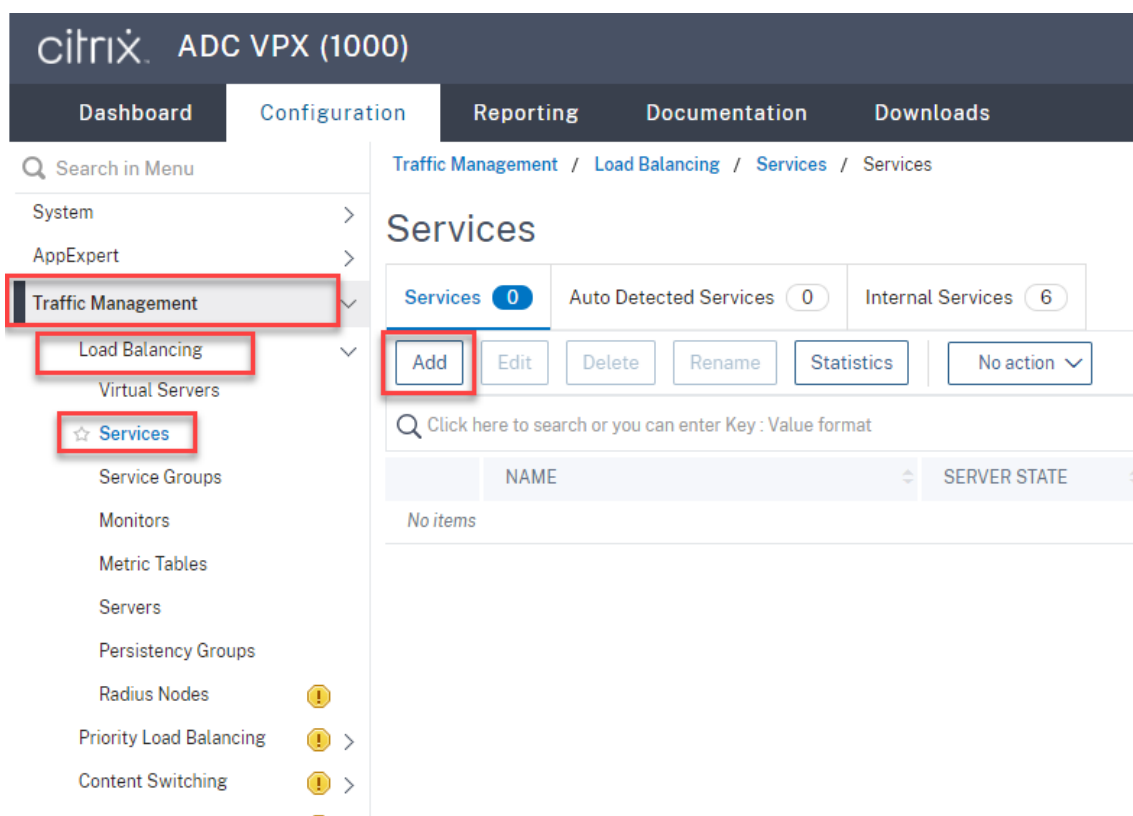 citrix. ADC VPX (1000)
Dashboard Configuration Reporting Documentation Downloads
Search in Menu
System
AppExpert
Traffic Management
Load Balancing
Virtual Servers
Services
Service Groups
Monitors
Metric Tables
Servers
Persistency Groups
Radius Nodes
Priority Load Balancing
Content Switching
Traffic Management / Load Balancing / Services / Services
Services
Services 0 Auto Detected Services 0 Internal Services 6
Add Edit Delete Rename Statistics No action
Click here to search or you can enter Key : Value format
NAME SERVER STATE
No items